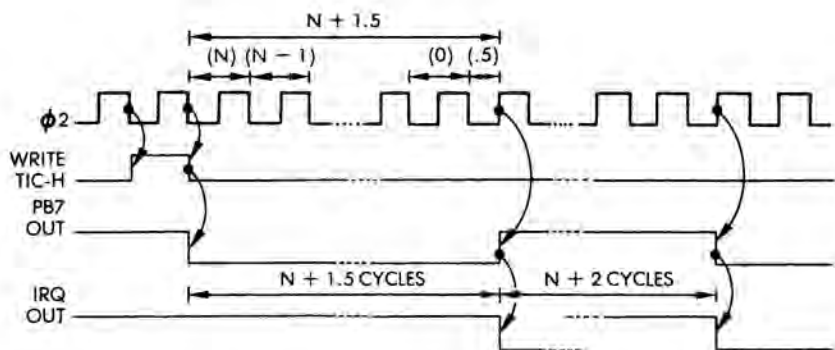 N + 1.5
(N) (N − 1) (0) (.5)
ϕ2
WRITE
TIC-H
PB7
OUT
N + 1.5 CYCLES N + 2 CYCLES
IRQ
OUT